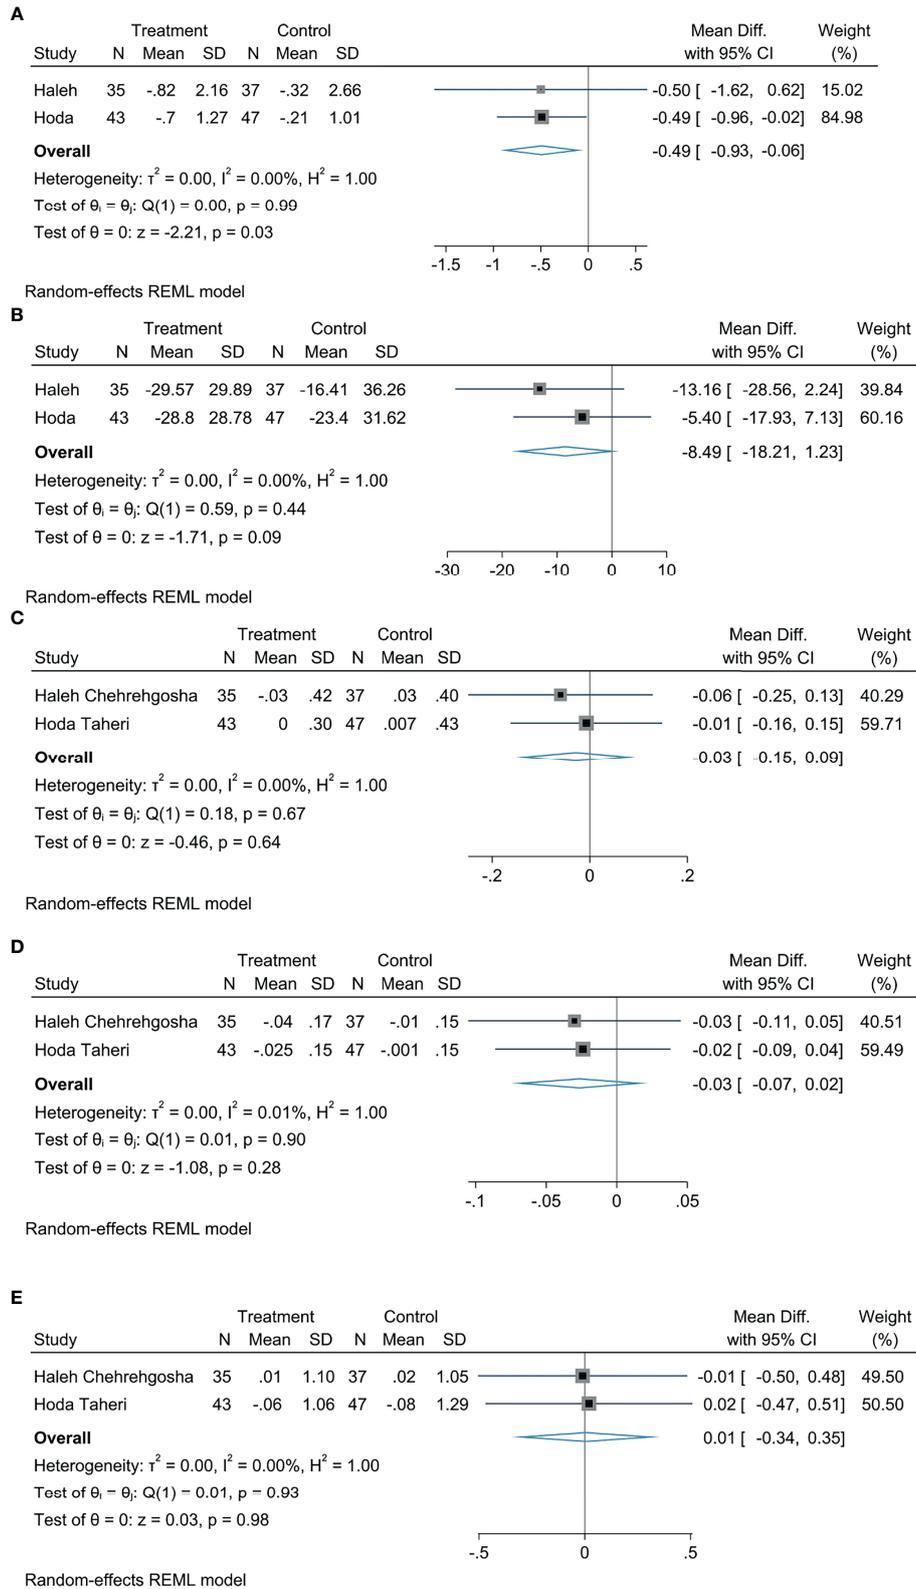 A
Treatment Control Mean Diff. Weight
Study N Mean SD N Mean SD with 95% CI (%)
Haleh 35 -.82 2.16 37 -.32 2.66 -0.50 [ -1.62, 0.62] 15.02
Hoda 43 -.7 1.27 47 -.21 1.01 -0.49 [ -0.96, -0.02] 84.98
Overall -0.49 [ -0.93, -0.06]
Heterogeneity: τ² = 0.00, I² = 0.00%, H² = 1.00
Test of θᵢ = θⱼ: Q(1) = 0.00, p = 0.99
Test of θ = 0: z = -2.21, p = 0.03
-1.5 -1 -.5 0 .5
Random-effects REML model
B
Treatment Control Mean Diff. Weight
Study N Mean SD N Mean SD with 95% CI (%)
Haleh 35 -29.57 29.89 37 -16.41 36.26 -13.16 [ -28.56, 2.24] 39.84
Hoda 43 -28.8 28.78 47 -23.4 31.62 -5.40 [ -17.93, 7.13] 60.16
Overall -8.49 [ -18.21, 1.23]
Heterogeneity: τ² = 0.00, I² = 0.00%, H² = 1.00
Test of θᵢ = θⱼ: Q(1) = 0.59, p = 0.44
Test of θ = 0: z = -1.71, p = 0.09
-30 -20 -10 0 10
Random-effects REML model
C
Treatment Control Mean Diff. Weight
Study N Mean SD N Mean SD with 95% CI (%)
Haleh Chehrehgosha 35 -.03 .42 37 .03 .40 -0.06 [ -0.25, 0.13] 40.29
Hoda Taheri 43 0 .30 47 .007 .43 -0.01 [ -0.16, 0.15] 59.71
Overall -0.03 [ -0.15, 0.09]
Heterogeneity: τ² = 0.00, I² = 0.00%, H² = 1.00
Test of θᵢ = θⱼ: Q(1) = 0.18, p = 0.67
Test of θ = 0: z = -0.46, p = 0.64
-.2 0 .2
Random-effects REML model
D
Treatment Control Mean Diff. Weight
Study N Mean SD N Mean SD with 95% CI (%)
Haleh Chehrehgosha 35 -.04 .17 37 -.01 .15 -0.03 [ -0.11, 0.05] 40.51
Hoda Taheri 43 -.025 .15 47 -.001 .15 -0.02 [ -0.09, 0.04] 59.49
Overall -0.03 [ -0.07, 0.02]
Heterogeneity: τ² = 0.00, I² = 0.01%, H² = 1.00
Test of θᵢ = θⱼ: Q(1) = 0.01, p = 0.90
Test of θ = 0: z = -1.08, p = 0.28
-.1 -.05 0 .05
Random-effects REML model
E
Treatment Control Mean Diff. Weight
Study N Mean SD N Mean SD with 95% CI (%)
Haleh Chehrehgosha 35 .01 1.10 37 .02 1.05 -0.01 [ -0.50, 0.48] 49.50
Hoda Taheri 43 -.06 1.06 47 -.08 1.29 0.02 [ -0.47, 0.51] 50.50
Overall 0.01 [ -0.34, 0.35]
Heterogeneity: τ² = 0.00, I² = 0.00%, H² = 1.00
Test of θᵢ = θⱼ: Q(1) = 0.01, p = 0.93
Test of θ = 0: z = 0.03, p = 0.98
-.5 0 .5
Random-effects REML model